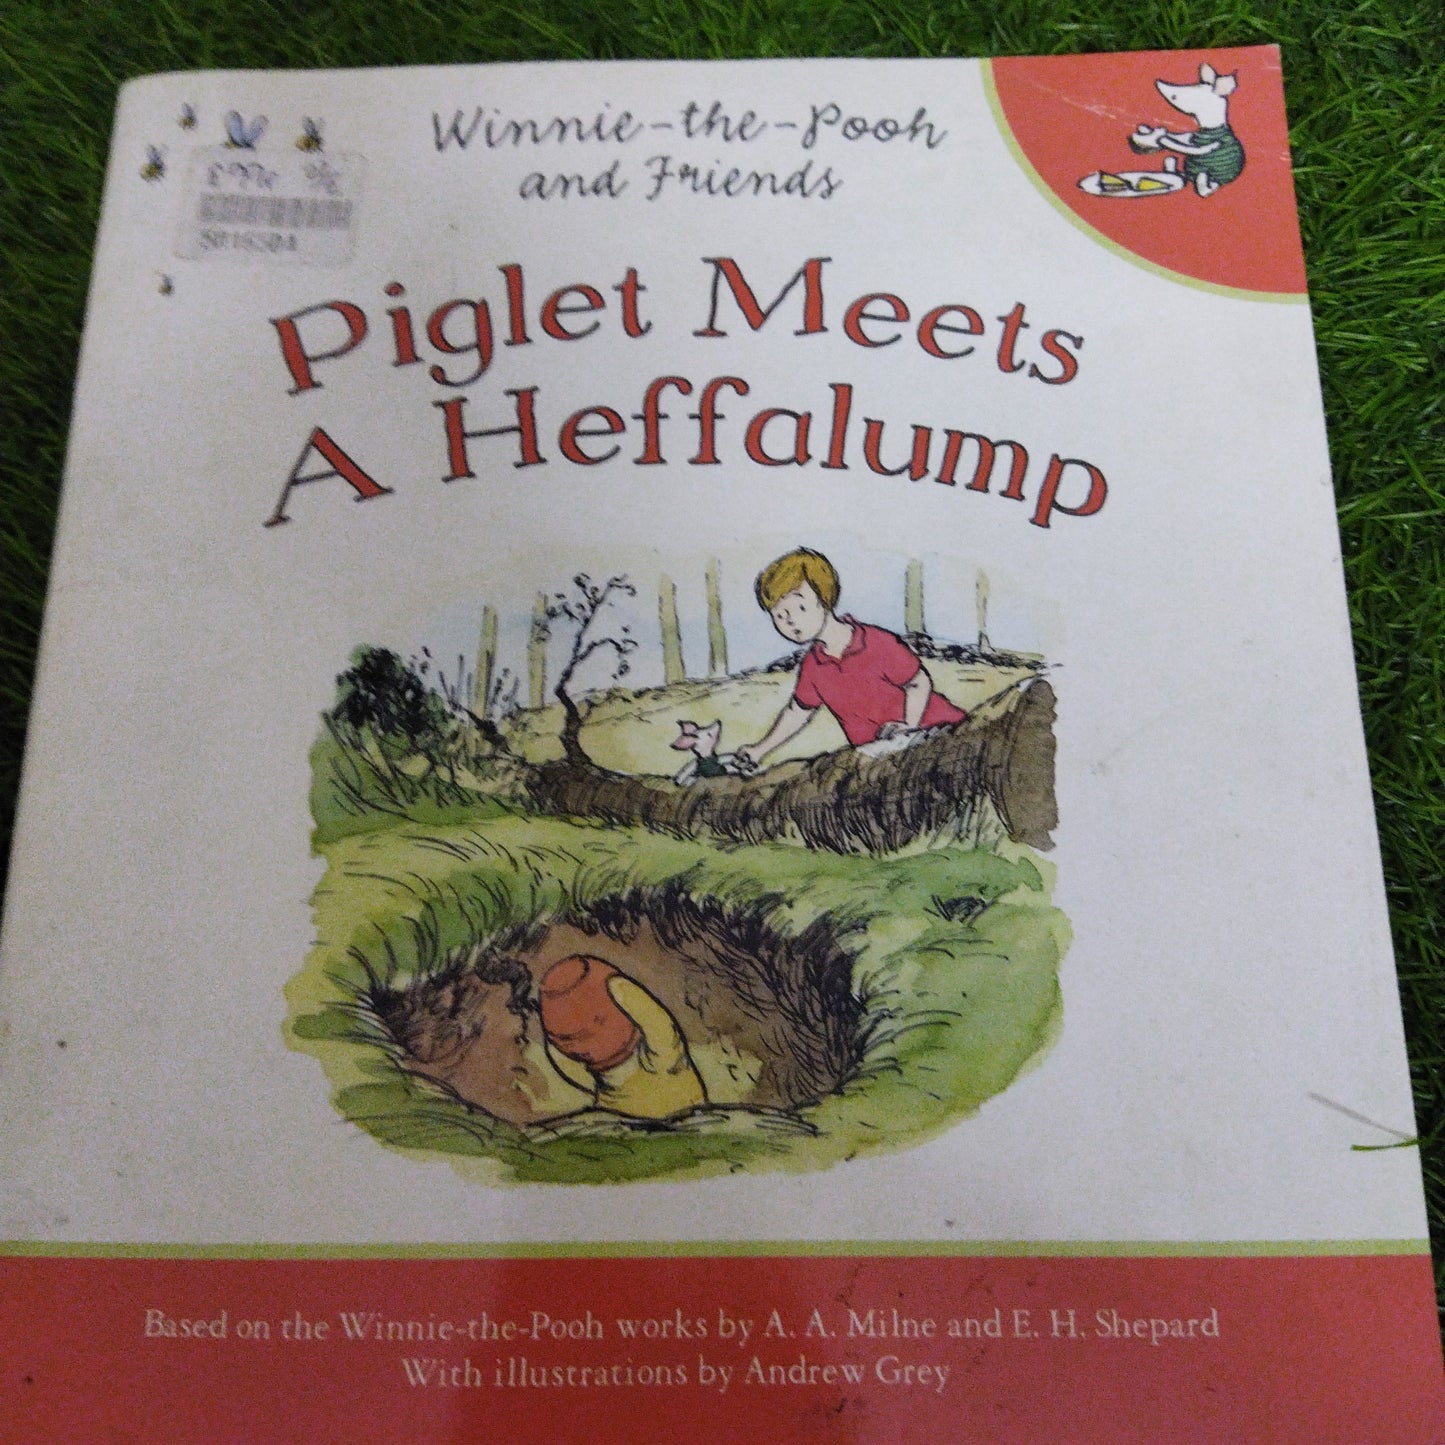 Winnie-the-Pooh
and Friends
Piglet Meets
A Heffalump
Based on the Winnie-the-Pooh works by A. A. Milne and E. H. Shepard
With illustrations by Andrew Grey